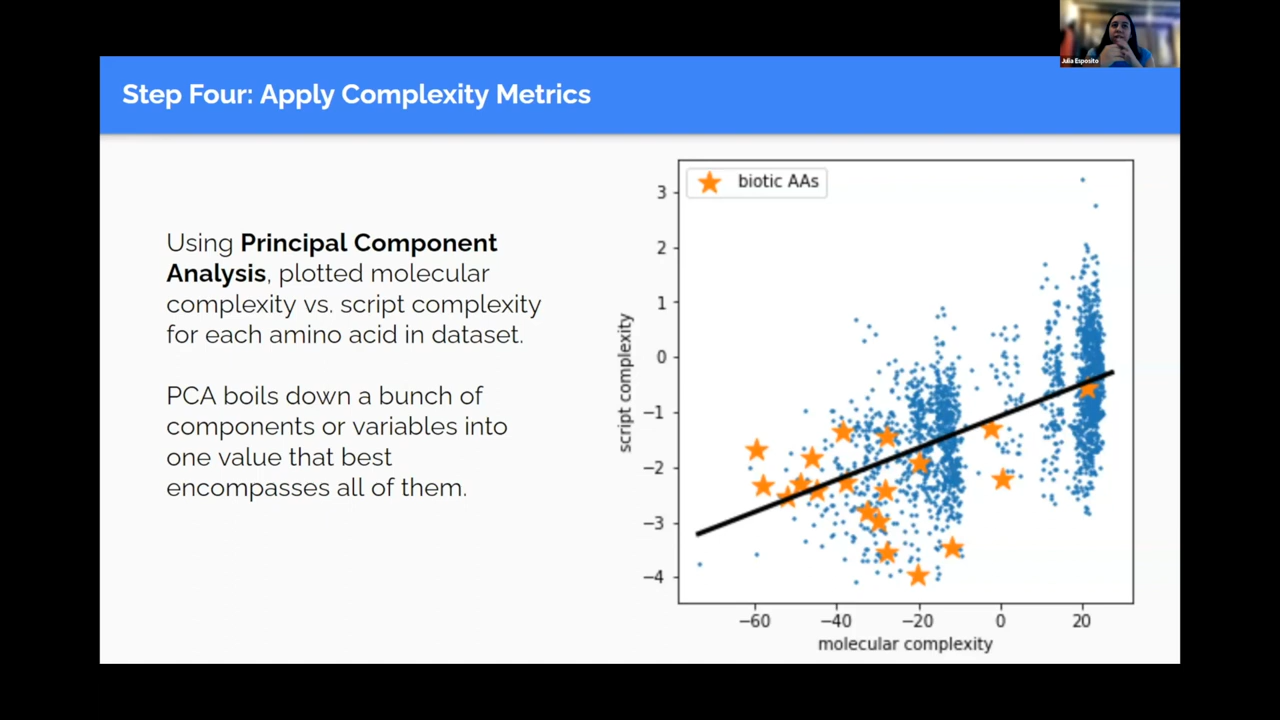 Julia Esposito
Step Four: Apply Complexity Metrics
Using Principal Component
Analysis, plotted molecular
complexity vs. script complexity
for each amino acid in dataset.
PCA boils down a bunch of
components or variables into
one value that best
encompasses all of them.
biotic AAs
3
2
1
0
−1
−2
−3
−4
script complexity
−60
−40
−20
0
20
molecular complexity